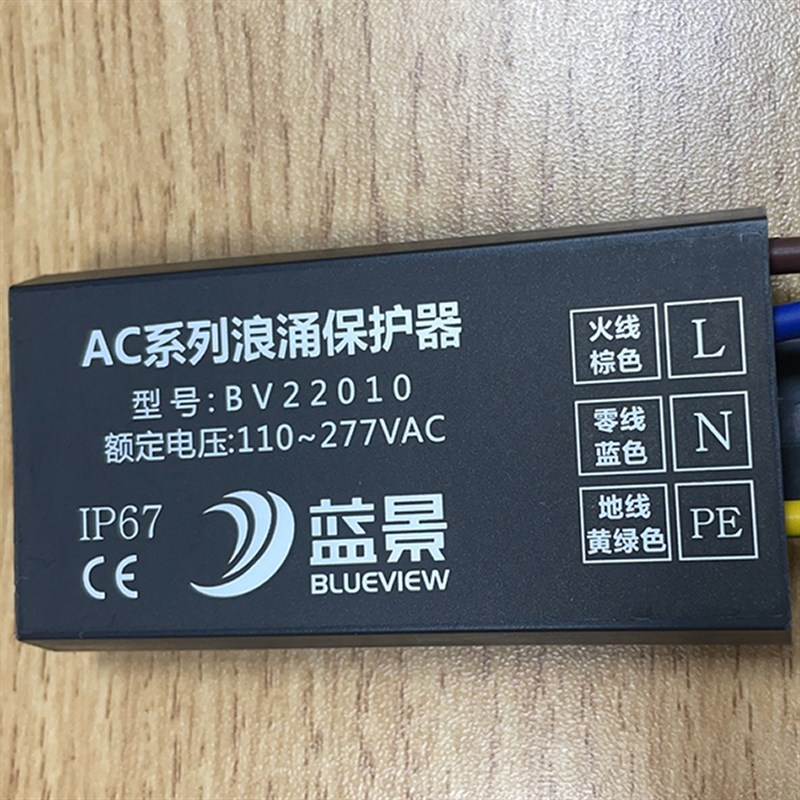 AC系列浪涌保护器
型号:BV22010
额定电压:110~277VAC
IP67
CE
蓝景
BLUEVIEW
火线
棕色
L
零线
蓝色
N
地线
黄绿色
PE